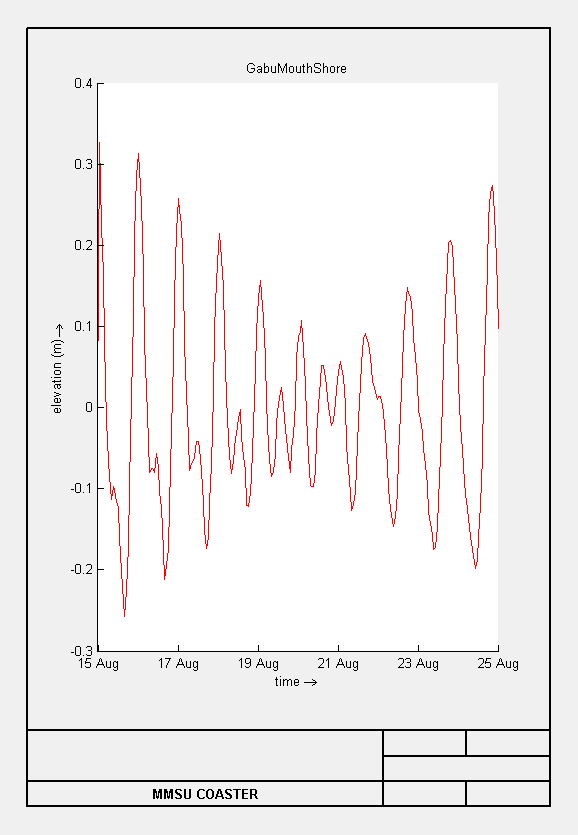 GabuMouthShore
0.4
0.3
0.2
0.1
0
-0.1
-0.2
-0.3
elevation (m) →
15 Aug 17 Aug 19 Aug 21 Aug 23 Aug 25 Aug
time →
MMSU COASTER